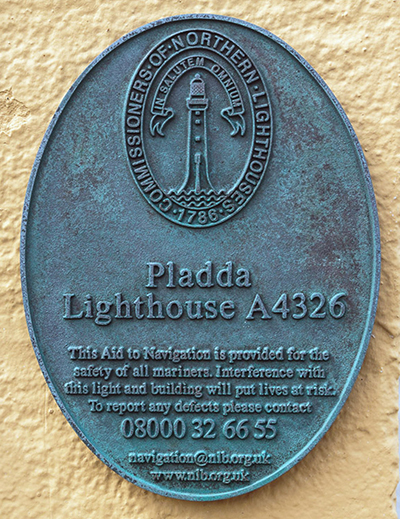 COMMISSIONERS·OF·NORTHERN·LIGHTHOUSES
IN SALUTEM OMNIUM
·1786·
Pladda
Lighthouse A4326
This Aid to Navigation is provided for the
safety of all mariners. Interference with
this light and building will put lives at risk.
To report any defects please contact
08000 32 66 55
navigation@nlb.org.uk
www.nlb.org.uk